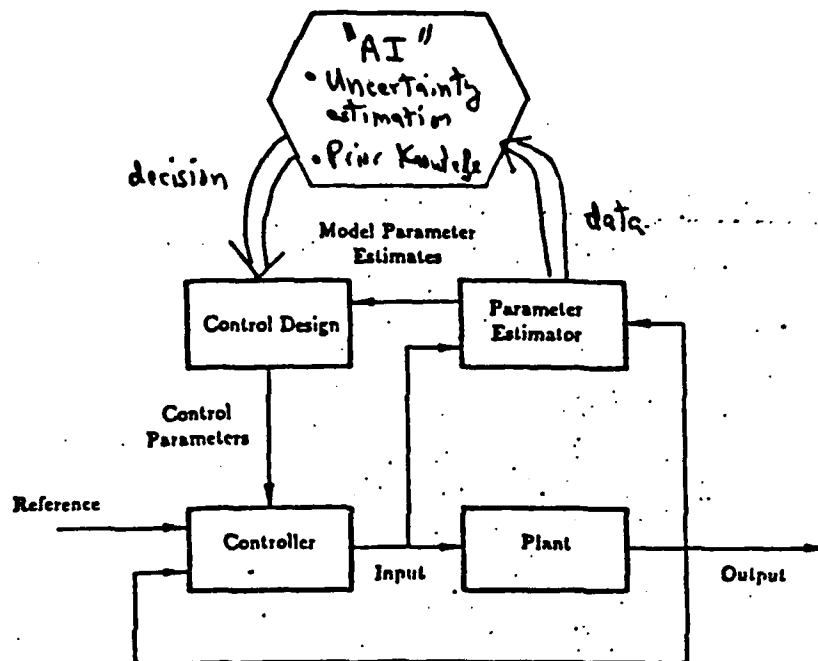 "AI"
• Uncertainty
estimation
• Prior Knowledge
decision
data
Model Parameter
Estimates
Control Design
Parameter
Estimator
Control
Parameters
Reference
Controller
Input
Plant
Output